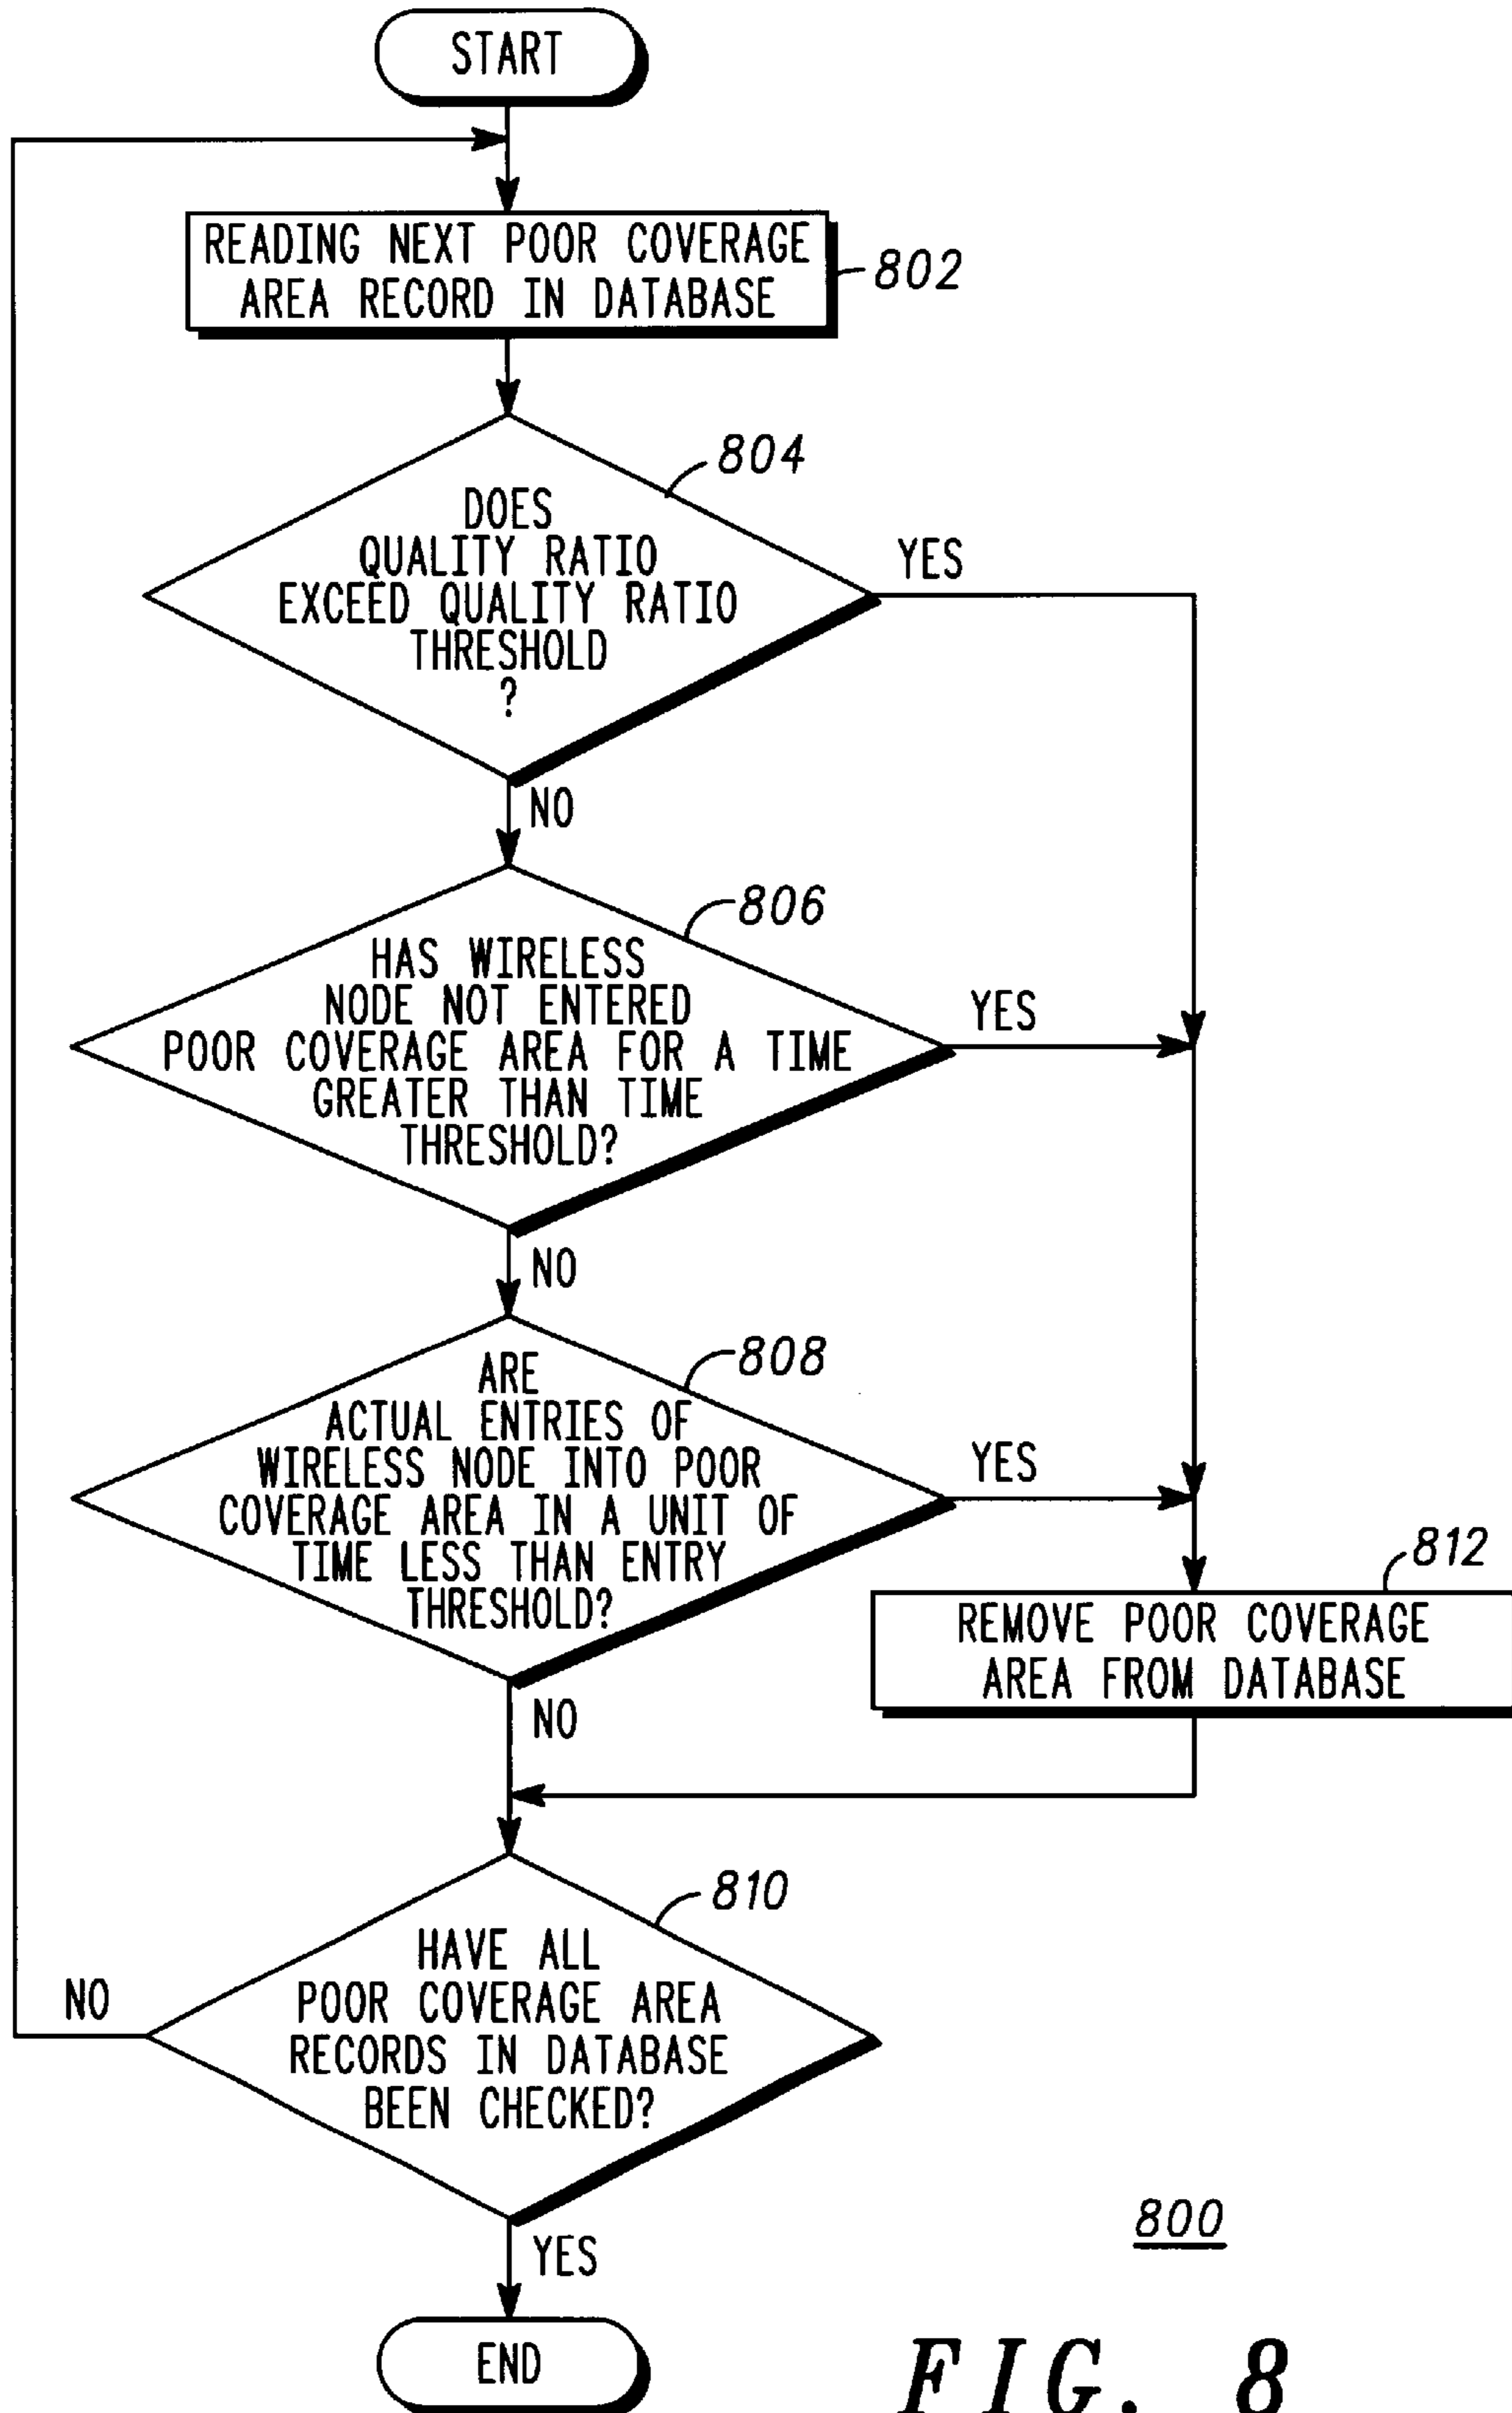 START
READING NEXT POOR COVERAGE
AREA RECORD IN DATABASE
802
804
DOES
QUALITY RATIO
EXCEED QUALITY RATIO
THRESHOLD
?
YES
NO
806
HAS WIRELESS
NODE NOT ENTERED
POOR COVERAGE AREA FOR A TIME
GREATER THAN TIME
THRESHOLD?
YES
NO
808
ARE
ACTUAL ENTRIES OF
WIRELESS NODE INTO POOR
COVERAGE AREA IN A UNIT OF
TIME LESS THAN ENTRY
THRESHOLD?
YES
NO
812
REMOVE POOR COVERAGE
AREA FROM DATABASE
810
HAVE ALL
POOR COVERAGE AREA
RECORDS IN DATABASE
BEEN CHECKED?
NO
YES
END
800
FIG. 8